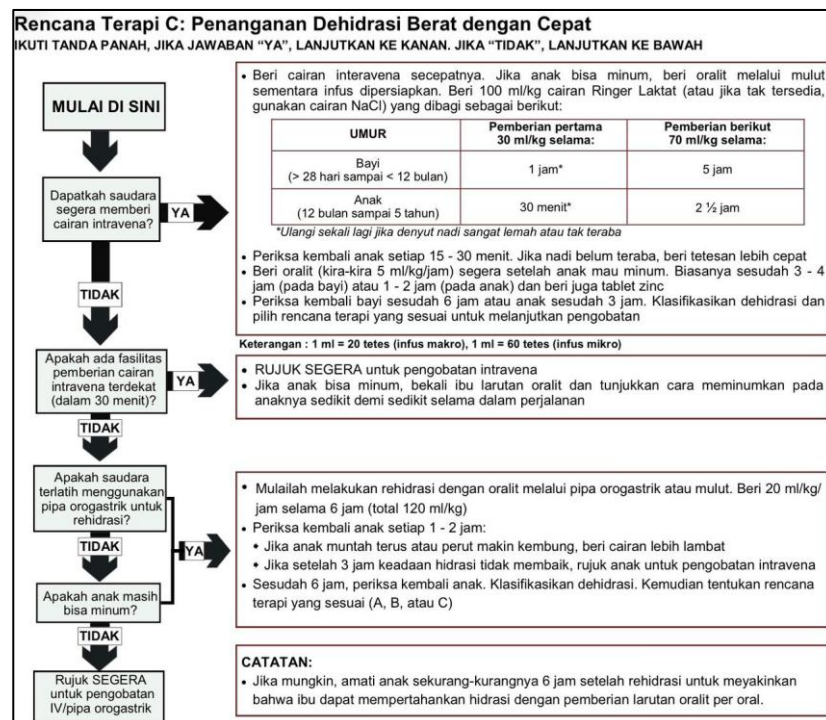 Rencana Terapi C: Penanganan Dehidrasi Berat dengan Cepat
IKUTI TANDA PANAH, JIKA JAWABAN “YA”, LANJUTKAN KE KANAN. JIKA “TIDAK”, LANJUTKAN KE BAWAH
MULAI DI SINI
Dapatkah saudara
segera memberi
cairan intravena?
YA
• Beri cairan interavena secepatnya. Jika anak bisa minum, beri oralit melalui mulut
sementara infus dipersiapkan. Beri 100 ml/kg cairan Ringer Laktat (atau jika tak tersedia,
gunakan cairan NaCl) yang dibagi sebagai berikut:
UMUR
Pemberian pertama
30 ml/kg selama:
Pemberian berikut
70 ml/kg selama:
Bayi
(> 28 hari sampai < 12 bulan)
1 jam*
5 jam
Anak
(12 bulan sampai 5 tahun)
30 menit*
2 ½ jam
*Ulangi sekali lagi jika denyut nadi sangat lemah atau tak teraba
• Periksa kembali anak setiap 15 - 30 menit. Jika nadi belum teraba, beri tetesan lebih cepat
• Beri oralit (kira-kira 5 ml/kg/jam) segera setelah anak mau minum. Biasanya sesudah 3 - 4
jam (pada bayi) atau 1 - 2 jam (pada anak) dan beri juga tablet zinc
• Periksa kembali bayi sesudah 6 jam atau anak sesudah 3 jam. Klasifikasikan dehidrasi dan
pilih rencana terapi yang sesuai untuk melanjutkan pengobatan
Keterangan : 1 ml = 20 tetes (infus makro), 1 ml = 60 tetes (infus mikro)
TIDAK
Apakah ada fasilitas
pemberian cairan
intravena terdekat
(dalam 30 menit)?
YA
• RUJUK SEGERA untuk pengobatan intravena
• Jika anak bisa minum, bekali ibu larutan oralit dan tunjukkan cara meminumkan pada
anaknya sedikit demi sedikit selama dalam perjalanan
TIDAK
Apakah saudara
terlatih menggunakan
pipa orogastrik untuk
rehidrasi?
TIDAK
YA
Apakah anak masih
bisa minum?
• Mulailah melakukan rehidrasi dengan oralit melalui pipa orogastrik atau mulut. Beri 20 ml/kg/
jam selama 6 jam (total 120 ml/kg)
• Periksa kembali anak setiap 1 - 2 jam:
◆ Jika anak muntah terus atau perut makin kembung, beri cairan lebih lambat
◆ Jika setelah 3 jam keadaan hidrasi tidak membaik, rujuk anak untuk pengobatan intravena
• Sesudah 6 jam, periksa kembali anak. Klasifikasikan dehidrasi. Kemudian tentukan rencana
terapi yang sesuai (A, B, atau C)
TIDAK
Rujuk SEGERA
untuk pengobatan
IV/pipa orogastrik
CATATAN:
• Jika mungkin, amati anak sekurang-kurangnya 6 jam setelah rehidrasi untuk meyakinkan
bahwa ibu dapat mempertahankan hidrasi dengan pemberian larutan oralit per oral.